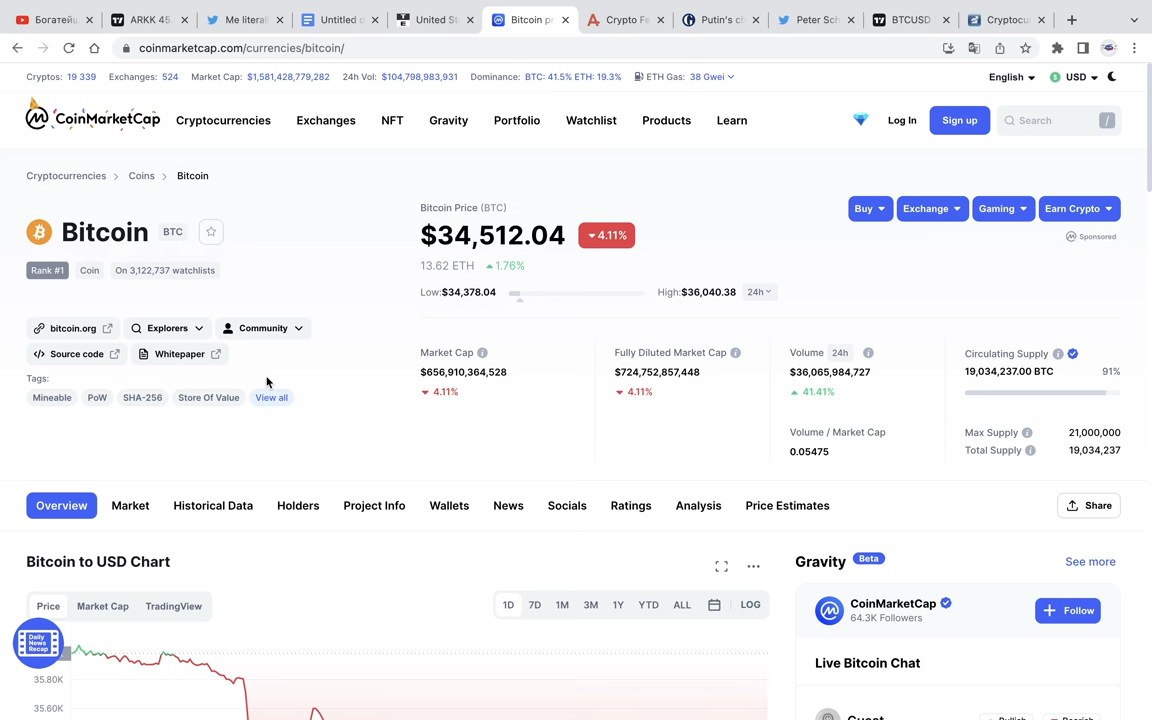 Богатейш
ARKK 45.
Me literall
Untitled d
United St
Bitcoin pr
Crypto Fe
Putin's ch
Peter Sch
BTCUSD
Cryptocur
coinmarketcap.com/currencies/bitcoin/
Cryptos: 19 339 Exchanges: 524 Market Cap: $1,581,428,779,282 24h Vol: $104,798,983,931 Dominance: BTC: 41.5% ETH: 19.3% ETH Gas: 38 Gwei English USD
CoinMarketCap Cryptocurrencies Exchanges NFT Gravity Portfolio Watchlist Products Learn Log In Sign up Search /
Cryptocurrencies > Coins > Bitcoin
Bitcoin BTC
Rank #1 Coin On 3,122,737 watchlists
bitcoin.org Explorers Community
Source code Whitepaper
Tags:
Mineable PoW SHA-256 Store Of Value View all
Bitcoin Price (BTC)
$34,512.04 4.11%
13.62 ETH 1.76%
Low:$34,378.04 High:$36,040.38 24h
Buy Exchange Gaming Earn Crypto
Sponsored
Market Cap
$656,910,364,528
4.11%
Fully Diluted Market Cap
$724,752,857,448
4.11%
Volume 24h
$36,065,984,727
41.41%
Volume / Market Cap
0.05475
Circulating Supply
19,034,237.00 BTC 91%
Max Supply 21,000,000
Total Supply 19,034,237
Overview Market Historical Data Holders Project Info Wallets News Socials Ratings Analysis Price Estimates Share
Bitcoin to USD Chart
Price Market Cap TradingView 1D 7D 1M 3M 1Y YTD ALL LOG
Daily
News
Recap
35.80K
35.60K
Gravity Beta See more
CoinMarketCap
64.3K Followers
+ Follow
Live Bitcoin Chat
Guest Bullish Bearish